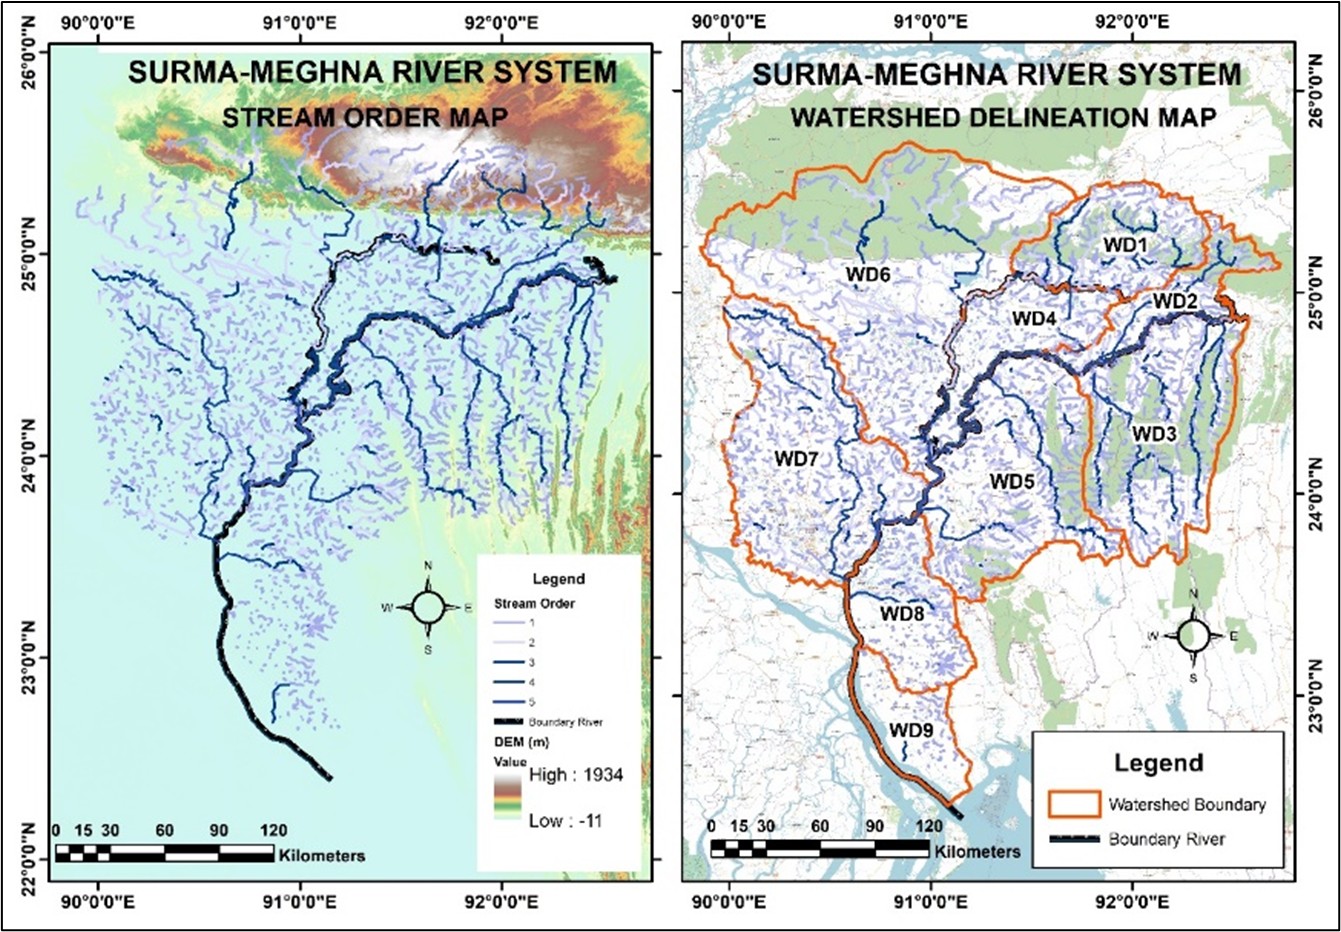 90°0'0"E 91°0'0"E 92°0'0"E
SURMA-MEGHNA RIVER SYSTEM
STREAM ORDER MAP
26°0'0"N
25°0'0"N
24°0'0"N
23°0'0"N
22°0'0"N
N
W E
S
Legend
Stream Order
1
2
3
4
5
Boundary River
DEM (m)
Value
High : 1934
Low : -11
0 15 30 60 90 120
Kilometers
90°0'0"E 91°0'0"E 92°0'0"E
90°0'0"E 91°0'0"E 92°0'0"E
SURMA-MEGHNA RIVER SYSTEM
WATERSHED DELINEATION MAP
26°0'0"N
25°0'0"N
24°0'0"N
23°0'0"N
WD1
WD6
WD2
WD4
WD3
WD7
WD5
WD8
WD9
N
W E
S
Legend
Watershed Boundary
Boundary River
0 15 30 60 90 120
Kilometers
90°0'0"E 91°0'0"E 92°0'0"E